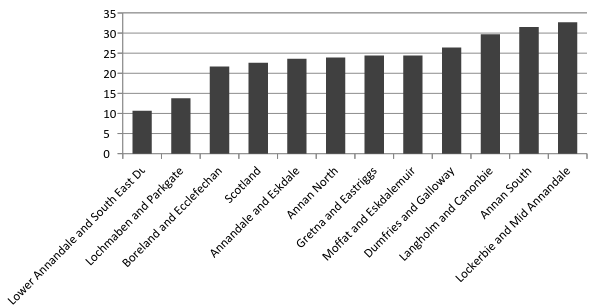 35
30
25
20
15
10
5
0
Lower Annandale and South East
Lochmaben and Parkgate
Boreland and Ecclefechan
Scotland
Annandale and Eskdale
Annan North
Gretna and Eastriggs
Moffat and Eskdalemuir
Dumfries and Galloway
Langholm and Canonbie
Annan South
Lockerbie and Mid Annandale